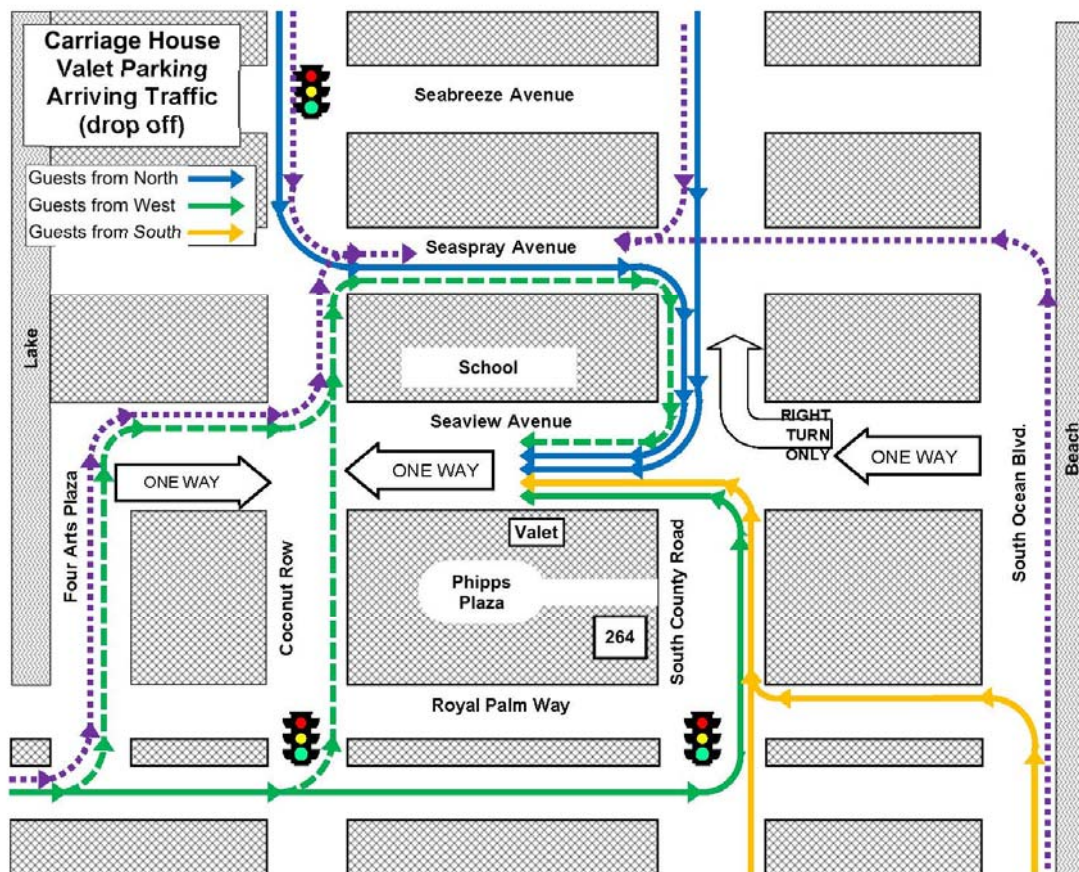 Carriage House
Valet Parking
Arriving Traffic
(drop off)
Guests from North
Guests from West
Guests from South
Seabreeze Avenue
Seaspray Avenue
School
Seaview Avenue
Lake
Four Arts Plaza
ONE WAY
Coconut Row
ONE WAY
RIGHT
TURN
ONLY
ONE WAY
South Ocean Blvd.
Beach
Valet
Phipps
Plaza
264
South County Road
Royal Palm Way